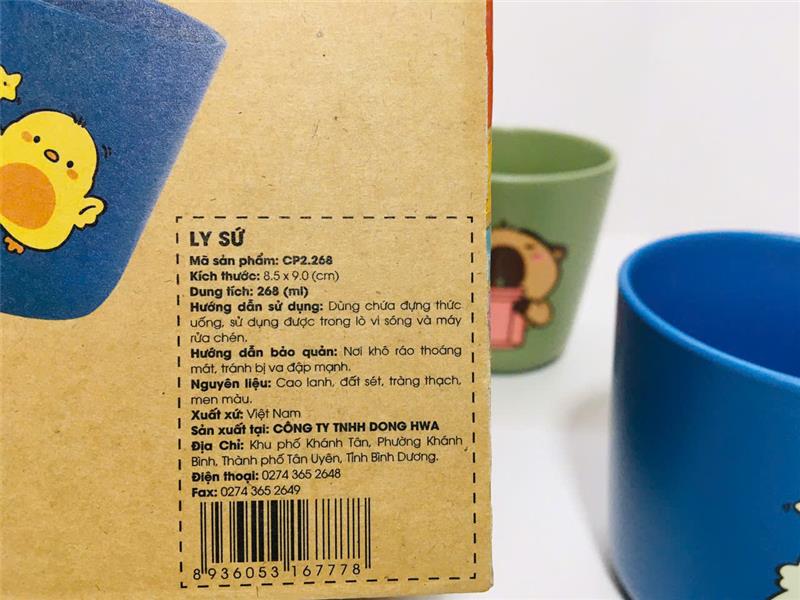 LY SỨ
Mã sản phẩm: CP2.268
Kích thước: 8.5 x 9.0 (cm)
Dung tích: 268 (ml)
Hướng dẫn sử dụng: Dùng chứa đựng thức
uống, sử dụng được trong lò vi sóng và máy
rửa chén.
Hướng dẫn bảo quản: Nơi khô ráo thoáng
mát, tránh bị va đập mạnh.
Nguyên liệu: Cao lanh, đất sét, tràng thạch,
men màu.
Xuất xứ: Việt Nam
Sản xuất tại: CÔNG TY TNHH DONG HWA
Địa Chỉ: Khu phố Khánh Tân, Phường Khánh
Bình, Thành phố Tân Uyên, Tỉnh Bình Dương.
Điện thoại: 0274 365 2648
Fax: 0274 365 2649
8 936053 167778